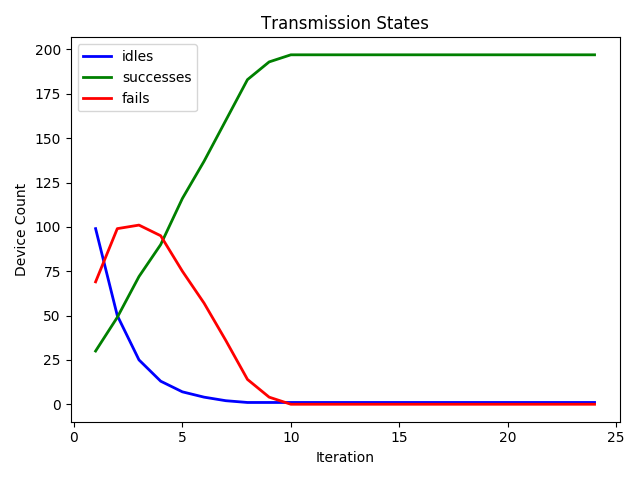 Transmission States
idles
successes
fails
Device Count
200
175
150
125
100
75
50
25
0
0 5 10 15 20 25
Iteration